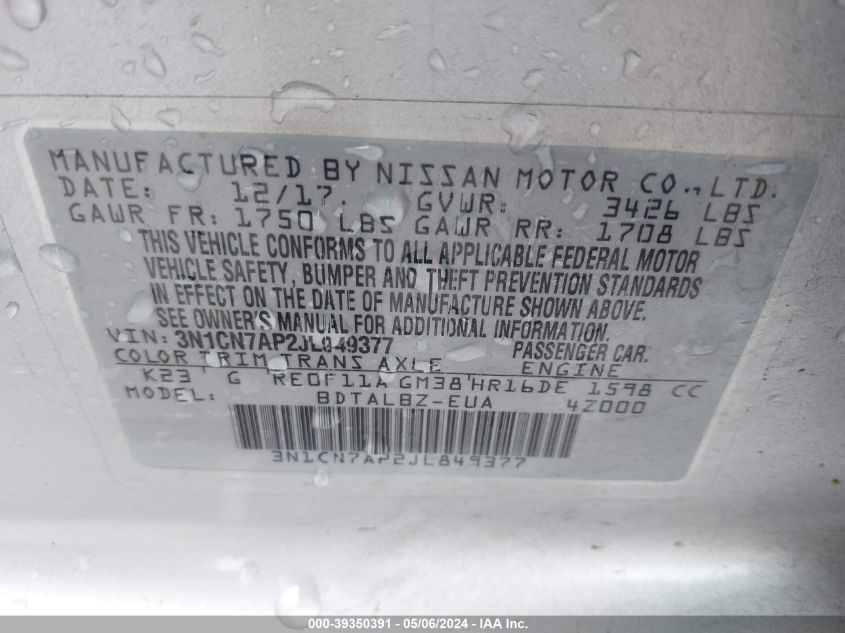 MANUFACTURED BY NISSAN MOTOR CO., LTD.
DATE: 12/17. GVWR: 3426 LBS
GAWR FR: 1750 LBS GAWR RR: 1708 LBS
THIS VEHICLE CONFORMS TO ALL APPLICABLE FEDERAL MOTOR
VEHICLE SAFETY, BUMPER AND THEFT PREVENTION STANDARDS
IN EFFECT ON THE DATE OF MANUFACTURE SHOWN ABOVE.
SEE OWNER'S MANUAL FOR ADDITIONAL INFORMATION.
VIN: 3N1CN7AP2JL849377 PASSENGER CAR.
COLOR TRIM TRANS AXLE ENGINE
K23 G RE0F11A GM38 HR16DE 1598 CC
MODEL: BDTALBZ-EUA 4Z000
3N1CN7AP2JL849377
000-39350391 - 05/06/2024 - IAA Inc.